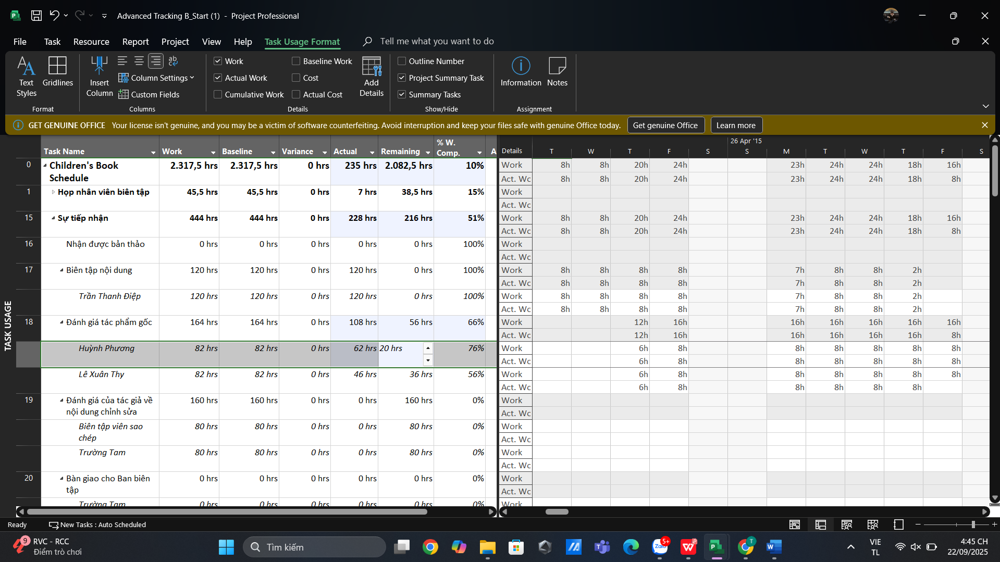 Advanced Tracking B_Start (1) - Project Professional
File Task Resource Report Project View Help Task Usage Format Tell me what you want to do
Text Styles
Gridlines
Format
Insert Column
Column Settings
Custom Fields
Columns
Work
Actual Work
Cumulative Work
Baseline Work
Cost
Actual Cost
Add Details
Details
Outline Number
Project Summary Task
Summary Tasks
Show/Hide
Information
Notes
Assignment
GET GENUINE OFFICE Your license isn't genuine, and you may be a victim of software counterfeiting. Avoid interruption and keep your files safe with genuine Office today. Get genuine Office Learn more
TASK USAGE
26 Apr '15
Task Name Work Baseline Variance Actual Remaining % W. Comp. A Details T W T F S S M T W T F S
0 Children's Book Schedule 2.317,5 hrs 2.317,5 hrs 0 hrs 235 hrs 2.082,5 hrs 10% Work 8h 8h 20h 24h 23h 24h 24h 18h 16h
Act. Wc 8h 8h 20h 24h 23h 24h 24h 18h 8h
1 Họp nhân viên biên tập 45,5 hrs 45,5 hrs 0 hrs 7 hrs 38,5 hrs 15% Work
Act. Wc
15 Sự tiếp nhận 444 hrs 444 hrs 0 hrs 228 hrs 216 hrs 51% Work 8h 8h 20h 24h 23h 24h 24h 18h 16h
Act. Wc 8h 8h 20h 24h 23h 24h 24h 18h 8h
16 Nhận được bản thảo 0 hrs 0 hrs 0 hrs 0 hrs 0 hrs 100% Work
Act. Wc
17 Biên tập nội dung 120 hrs 120 hrs 0 hrs 120 hrs 0 hrs 100% Work 8h 8h 8h 8h 7h 8h 8h 2h
Act. Wc 8h 8h 8h 8h 7h 8h 8h 2h
Trần Thanh Điệp 120 hrs 120 hrs 0 hrs 120 hrs 0 hrs 100% Work 8h 8h 8h 8h 7h 8h 8h 2h
Act. Wc 8h 8h 8h 8h 7h 8h 8h 2h
18 Đánh giá tác phẩm gốc 164 hrs 164 hrs 0 hrs 108 hrs 56 hrs 66% Work 12h 16h 16h 16h 16h 16h 16h
Act. Wc 12h 16h 16h 16h 16h 16h 8h
Huỳnh Phương 82 hrs 82 hrs 0 hrs 62 hrs 20 hrs 76% Work 6h 8h 8h 8h 8h 8h 8h
Act. Wc 6h 8h 8h 8h 8h 8h 8h
Lê Xuân Thy 82 hrs 82 hrs 0 hrs 46 hrs 36 hrs 56% Work 6h 8h 8h 8h 8h 8h 8h
Act. Wc 6h 8h 8h 8h 8h 8h
19 Đánh giá của tác giả về nội dung chỉnh sửa 160 hrs 160 hrs 0 hrs 0 hrs 160 hrs 0% Work
Act. Wc
Biên tập viên sao chép 80 hrs 80 hrs 0 hrs 0 hrs 80 hrs 0% Work
Act. Wc
Trường Tam 80 hrs 80 hrs 0 hrs 0 hrs 80 hrs 0% Work
Act. Wc
20 Bàn giao cho Ban biên tập 0 hrs 0 hrs 0 hrs 0 hrs 0 hrs 0% Work
Act. Wc
Trường Tam 0 hrs 0 hrs 0 hrs 0 hrs 0 hrs 0% Work
Ready New Tasks : Auto Scheduled
9 RVC - RCC
Điểm trò chơi
Tìm kiếm
5+
VIE
TL
4:45 CH
22/09/2025